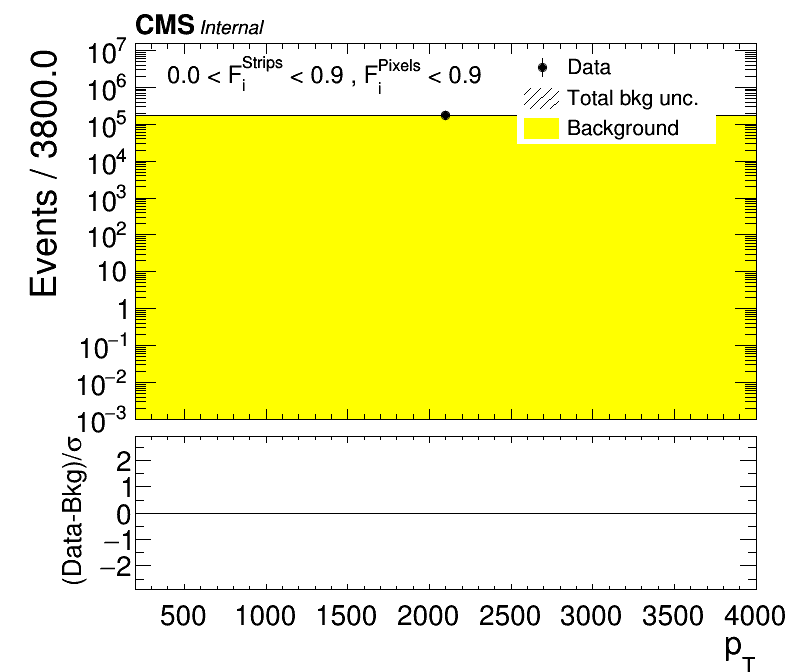 CMS Internal
0.0 < F_i^Strips < 0.9 , F_i^Pixels < 0.9
Data
Total bkg unc.
Background
Events / 3800.0
10^7
10^6
10^5
10^4
10^3
10^2
10
1
10^−1
10^−2
10^−3
(Data-Bkg)/σ
2
1
0
−1
−2
500 1000 1500 2000 2500 3000 3500 4000
p_T